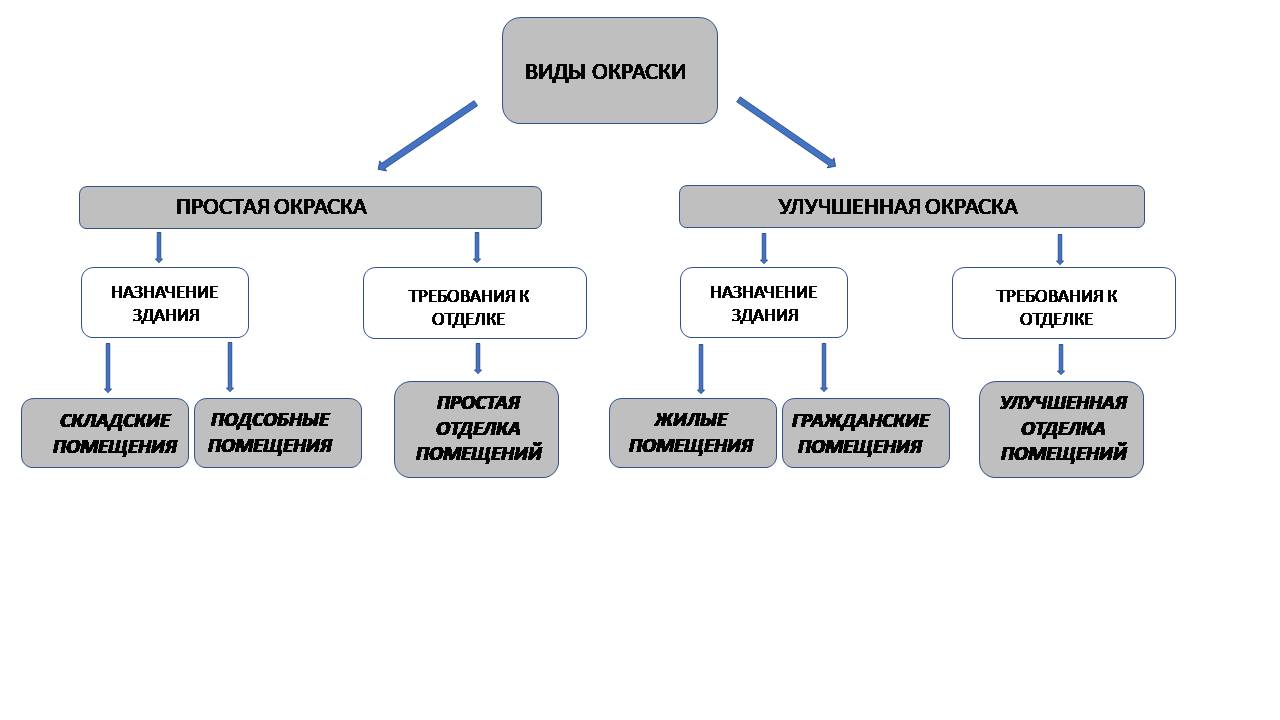 ВИДЫ ОКРАСКИ
ПРОСТАЯ ОКРАСКА
УЛУЧШЕННАЯ ОКРАСКА
НАЗНАЧЕНИЕ
ЗДАНИЯ
ТРЕБОВАНИЯ К
ОТДЕЛКЕ
НАЗНАЧЕНИЕ
ЗДАНИЯ
ТРЕБОВАНИЯ К
ОТДЕЛКЕ
СКЛАДСКИЕ
ПОМЕЩЕНИЯ
ПОДСОБНЫЕ
ПОМЕЩЕНИЯ
ПРОСТАЯ
ОТДЕЛКА
ПОМЕЩЕНИЙ
ЖИЛЫЕ
ПОМЕЩЕНИЯ
ГРАЖДАНСКИЕ
ПОМЕЩЕНИЯ
УЛУЧШЕННАЯ
ОТДЕЛКА
ПОМЕЩЕНИЙ